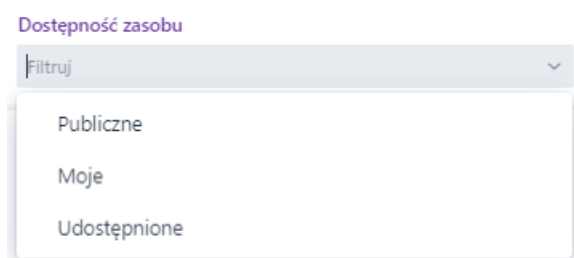 Dostępność zasobu
Filtruj
Publiczne
Moje
Udostępnione